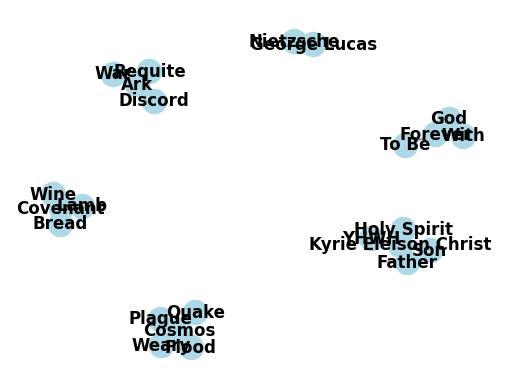 Nietzsche
George Lucas
War
Requite
Ark
Discord
God
Forever
With
To Be
Wine
Lamb
Covenant
Bread
Holy Spirit
YHWH
Kyrie Eleison Christ
Son
Father
Quake
Plague
Cosmos
Weary
Flood